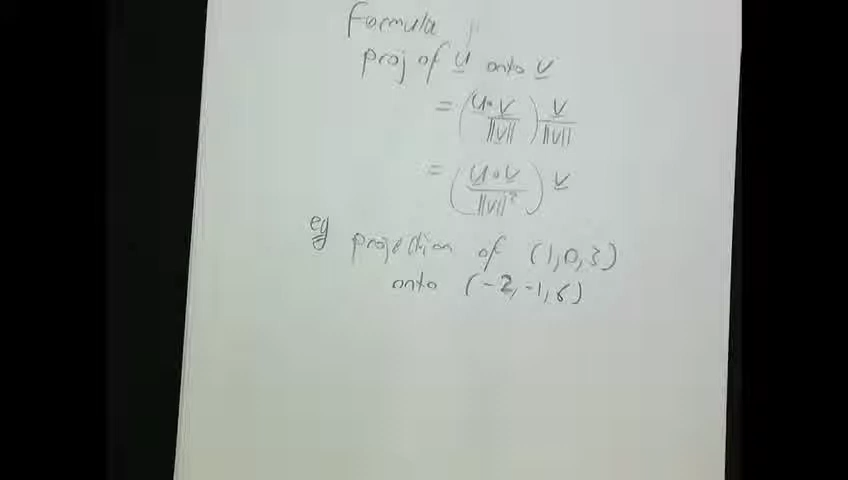 Formula
proj of u onto v
= (u•v / ||v||) v / ||v||
= (u•v / ||v||²) v
eg projection of (1,0,3)
onto (-2,-1,6)